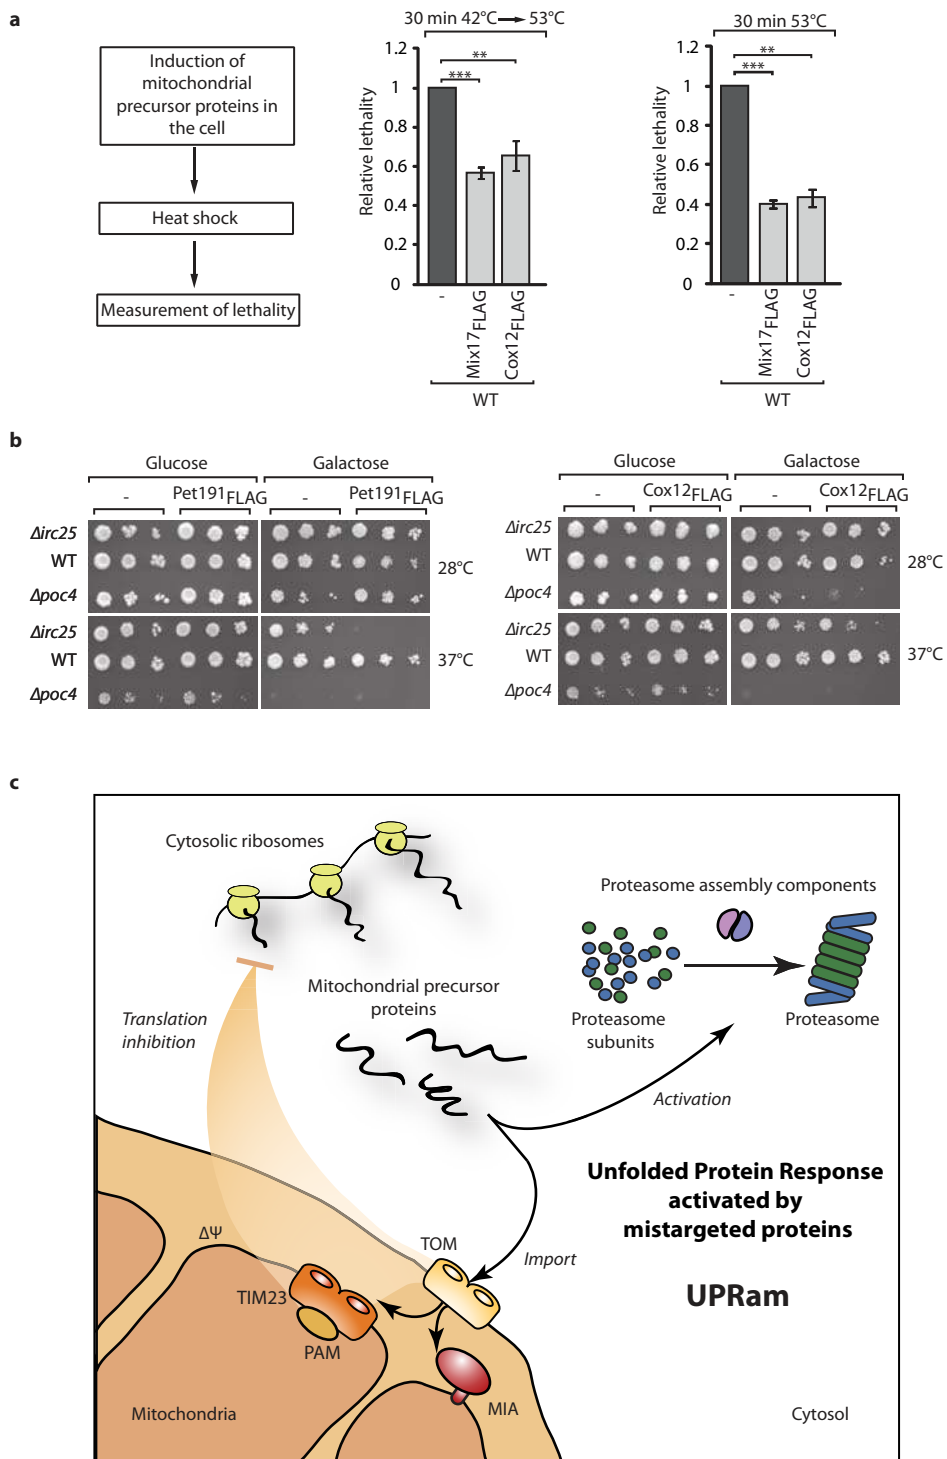 a
Induction of
mitochondrial
precursor proteins in
the cell
Heat shock
Measurement of lethality
30 min 42°C → 53°C
Relative lethality
1.2
1
0.8
0.6
0.4
0.2
0
**
***
-
Mix17FLAG
Cox12FLAG
WT
30 min 53°C
Relative lethality
1.2
1
0.8
0.6
0.4
0.2
0
**
***
-
Mix17FLAG
Cox12FLAG
WT
b
Glucose Galactose
- Pet191FLAG - Pet191FLAG
Δirc25
WT
Δpoc4
28°C
Δirc25
WT
Δpoc4
37°C
Glucose Galactose
- Cox12FLAG - Cox12FLAG
Δirc25
WT
Δpoc4
28°C
Δirc25
WT
Δpoc4
37°C
c
Cytosolic ribosomes
Proteasome assembly components
Mitochondrial precursor
proteins
Proteasome
subunits
Proteasome
Translation
inhibition
Activation
Unfolded Protein Response
activated by
mistargeted proteins
UPRam
ΔΨ
TOM
Import
TIM23
PAM
MIA
Mitochondria
Cytosol